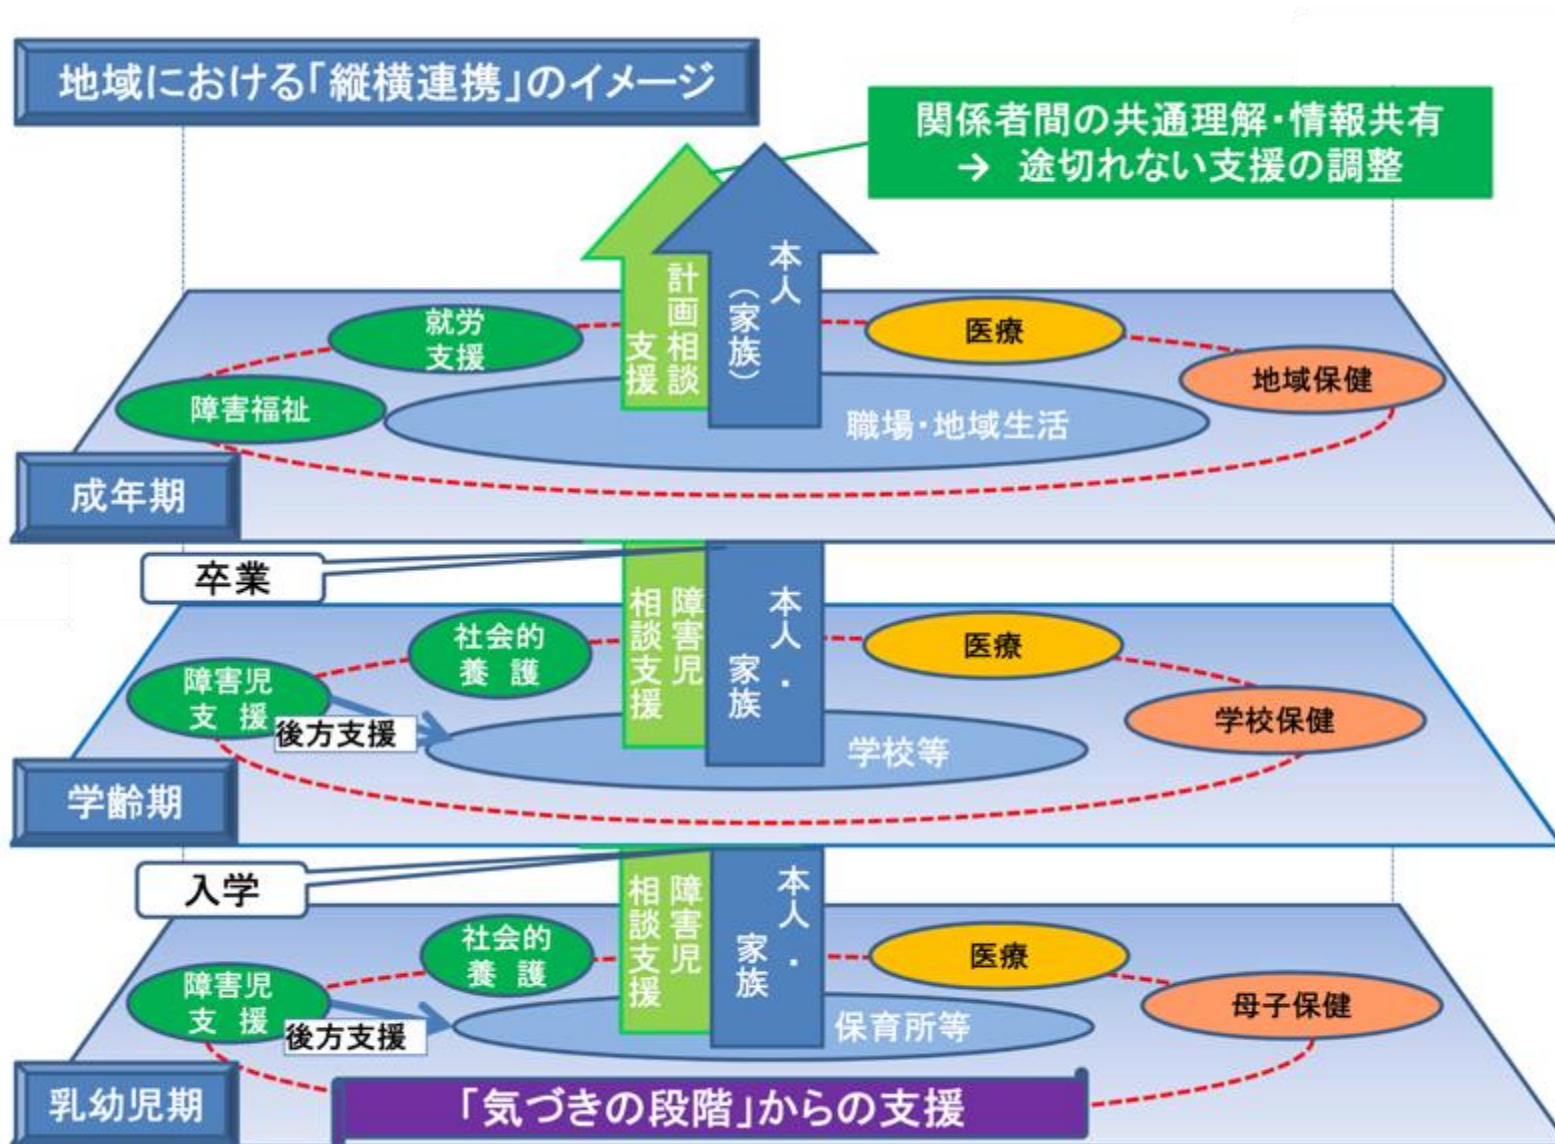 地域における「縦横連携」のイメージ
関係者間の共通理解・情報共有
→ 途切れない支援の調整
計画相談
支援
本人
(家族)
就労
支援
医療
障害福祉
地域保健
職場・地域生活
成年期
卒業
障害児
相談支援
本人・
家族
社会的
養護
医療
障害児
支援
後方支援
学校保健
学校等
学齢期
入学
障害児
相談支援
本人・
家族
社会的
養護
医療
障害児
支援
後方支援
母子保健
保育所等
乳幼児期
「気づきの段階」からの支援